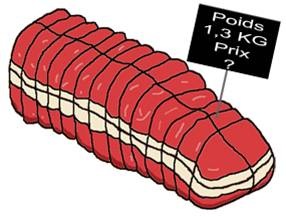 Poids
1,3 KG
Prix
?